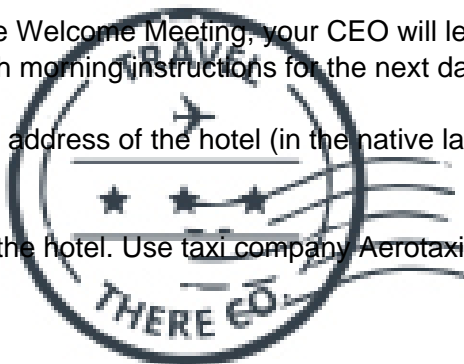 e Welcome Meeting, your CEO will le
TRAVEL
n morning instructions for the next da
address of the hotel (in the native la
the hotel. Use taxi company Aerotaxi
THERE CO.